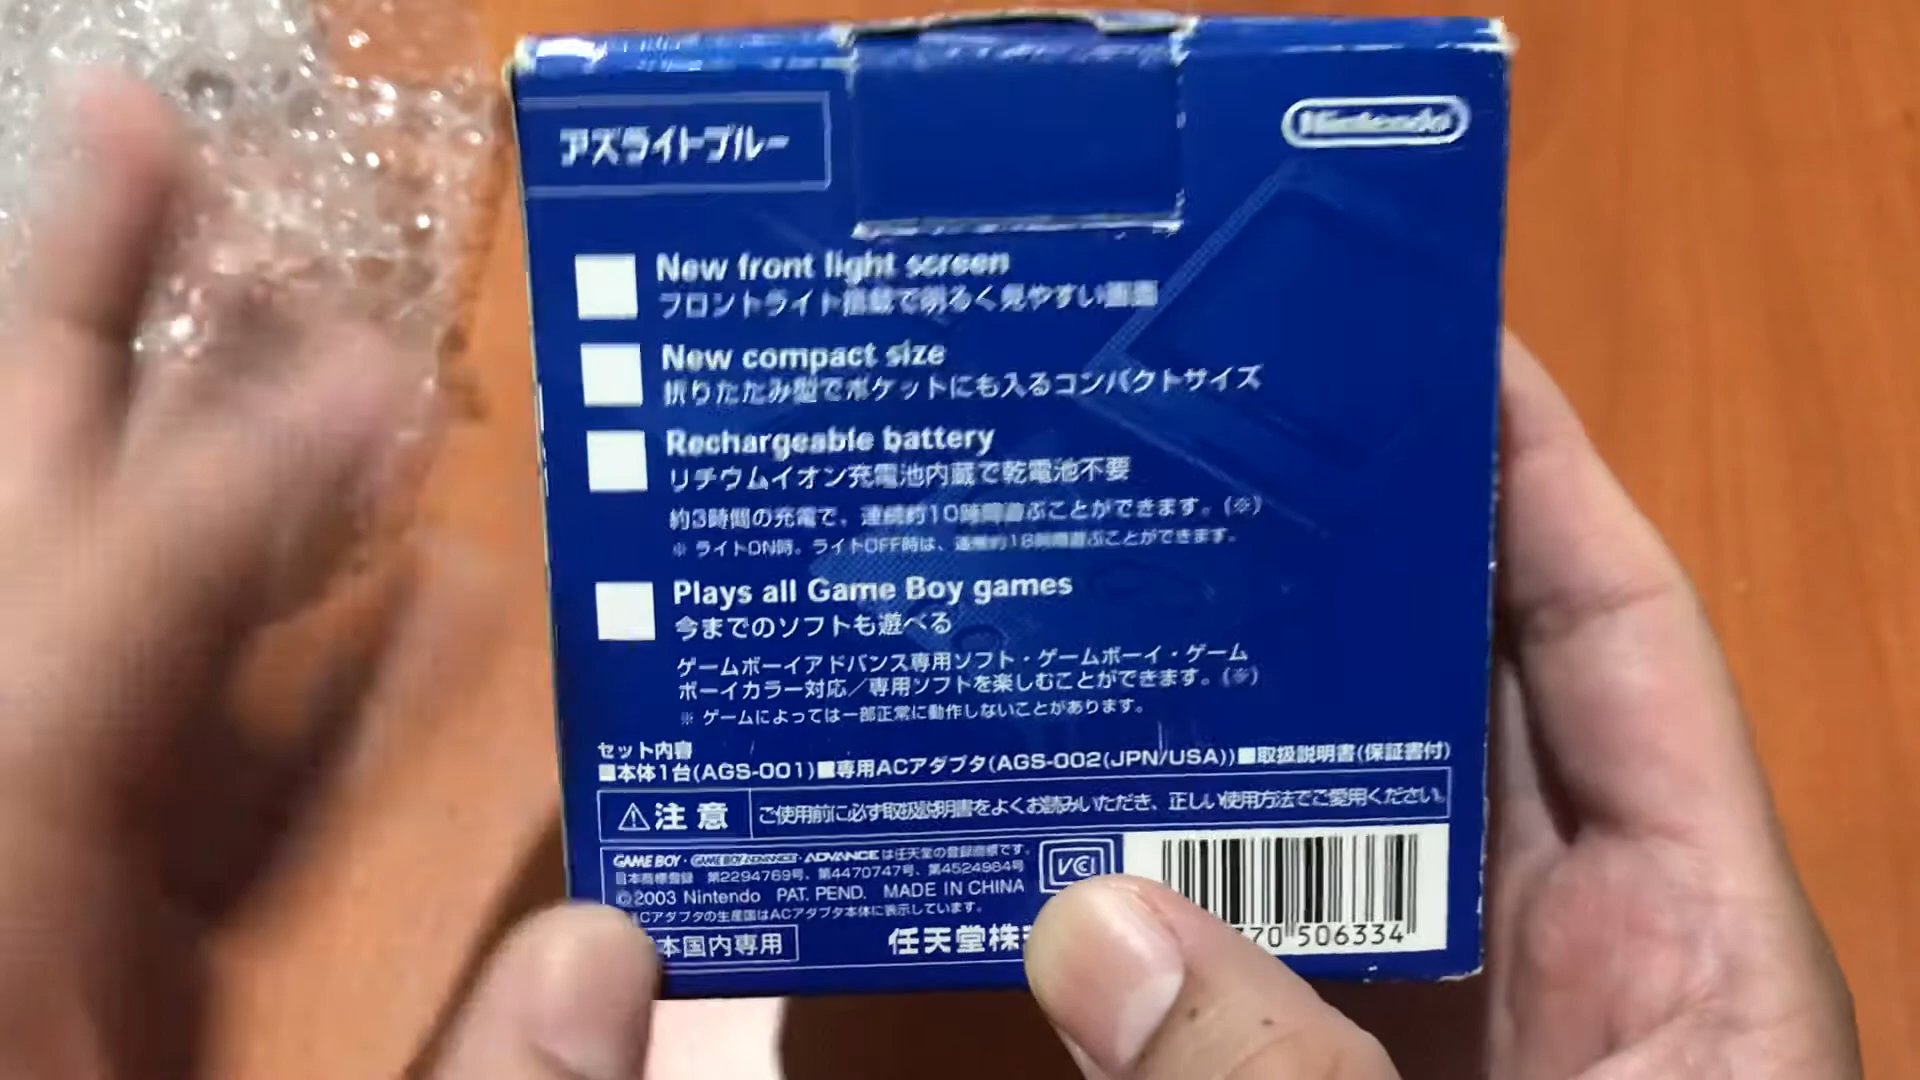 アズライトブルー
Nintendo
New front light screen
フロントライト搭載で明るく見やすい画面
New compact size
折りたたみ型でポケットにも入るコンパクトサイズ
Rechargeable battery
リチウムイオン充電池内蔵で乾電池不要
約3時間の充電で、連続約10時間遊ぶことができます。(※)
※ ライトON時。ライトOFF時は、連続約18時間遊ぶことができます。
Plays all Game Boy games
今までのソフトも遊べる
ゲームボーイアドバンス専用ソフト・ゲームボーイ・ゲーム
ボーイカラー対応／専用ソフトを楽しむことができます。(※)
※ ゲームによっては一部正常に動作しないことがあります。
セット内容
■本体1台(AGS-001)■専用ACアダプタ(AGS-002(JPN/USA))■取扱説明書(保証書付)
⚠注意 ご使用前に必ず取扱説明書をよくお読みいただき、正しい使用方法でご愛用ください。
GAME BOY・GAME BOY ADVANCE・ADVANCEは任天堂の登録商標です。
日本商標登録 第2294769号、第4470747号、第4524984号
©2003 Nintendo PAT. PEND. MADE IN CHINA
ACアダプタの生産国はACアダプタ本体に表示しています。
VCI
本国内専用
任天堂株
70 506334